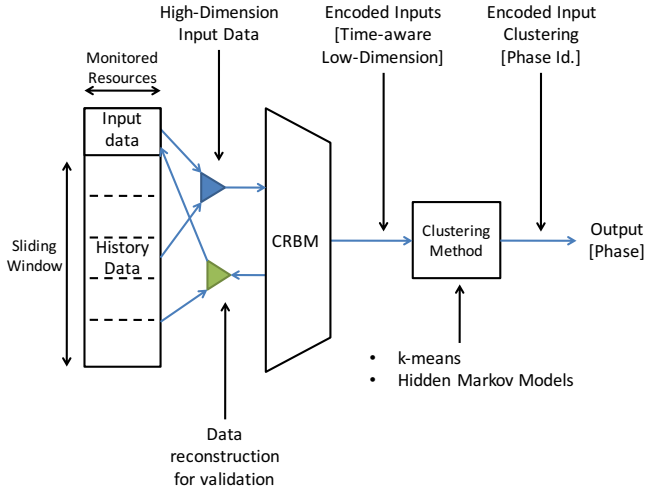 High-Dimension
Input Data
Encoded Inputs
[Time-aware
Low-Dimension]
Encoded Input
Clustering
[Phase Id.]
Monitored
Resources
Input
data
Sliding
Window
History
Data
CRBM
Clustering
Method
Output
[Phase]
• k-means
• Hidden Markov Models
Data
reconstruction
for validation